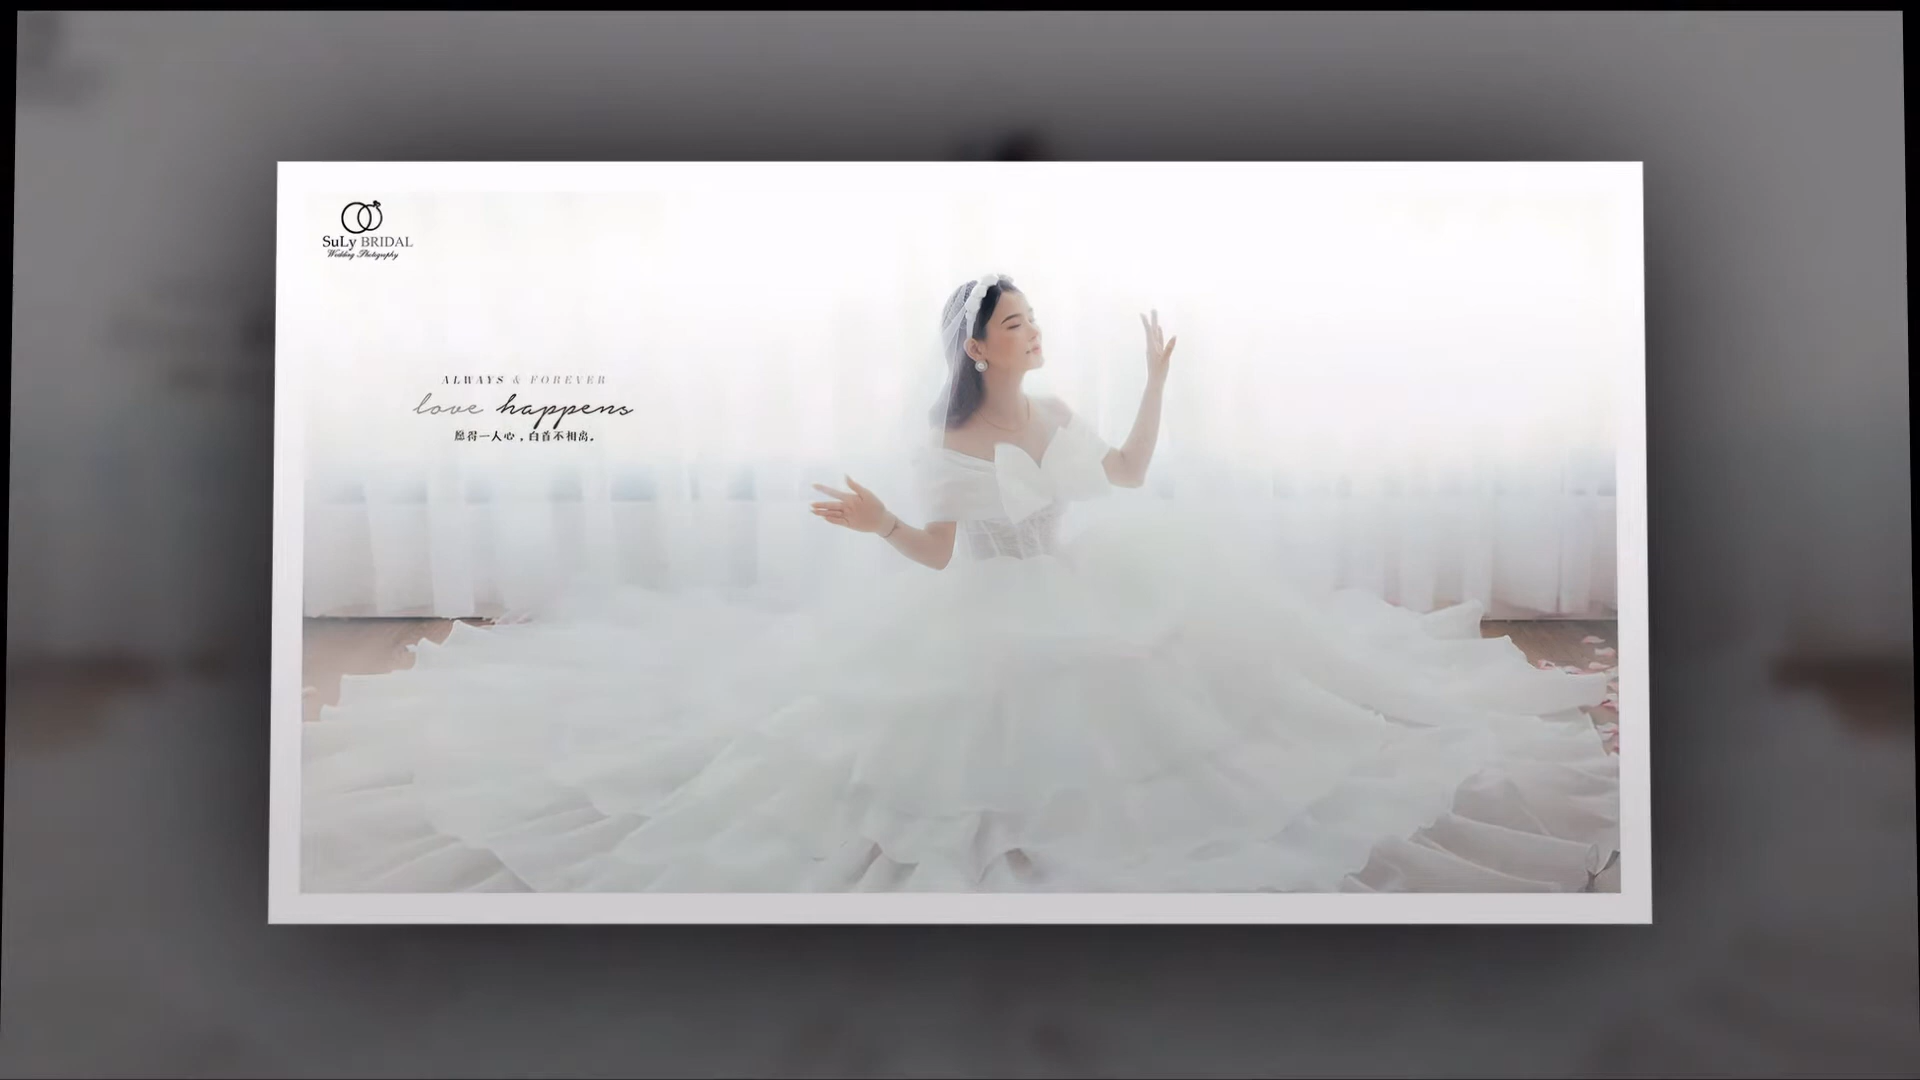 SuLy BRIDAL
Wedding Photography
ALWAYS & FOREVER
love happens
愿得一人心，白首不相离。